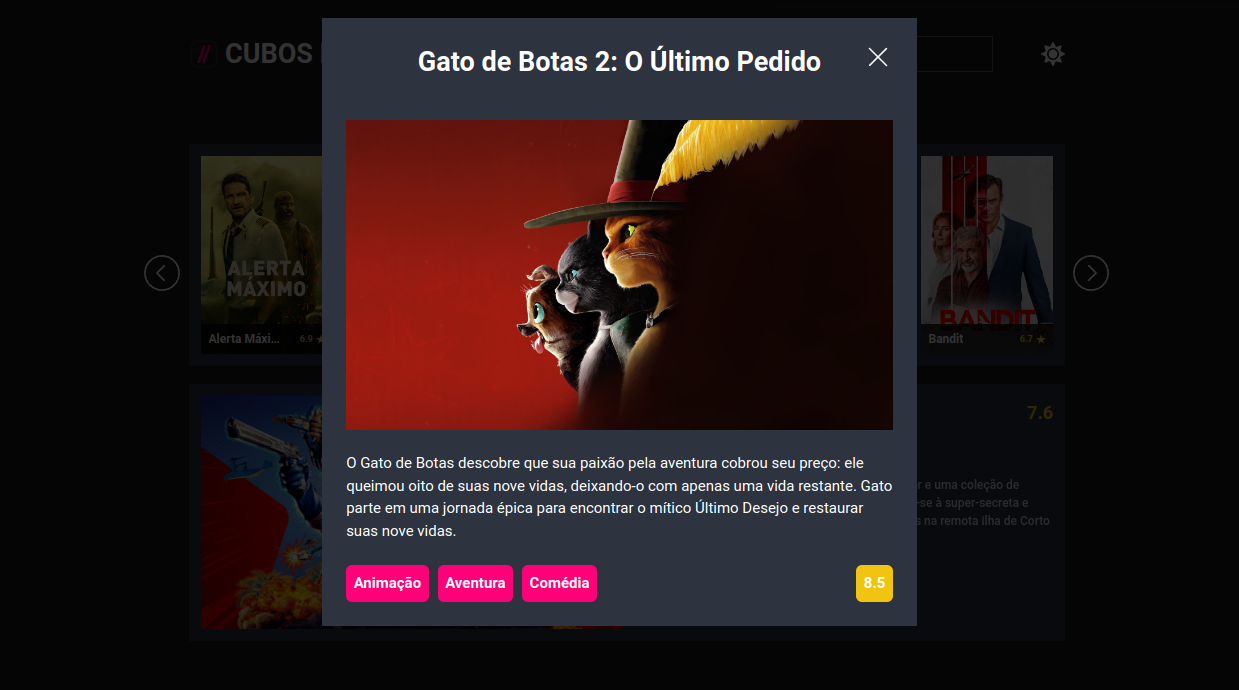 // CUBOS
Gato de Botas 2: O Último Pedido
ALERTA
MÁXIMO
Alerta Máxi... 6.9 ★
BANDIT
Bandit 6.7 ★
7.6
e uma coleção de
-se à super-secreta e
na remota ilha de Corto
O Gato de Botas descobre que sua paixão pela aventura cobrou seu preço: ele
queimou oito de suas nove vidas, deixando-o com apenas uma vida restante. Gato
parte em uma jornada épica para encontrar o mítico Último Desejo e restaurar
suas nove vidas.
Animação Aventura Comédia 8.5